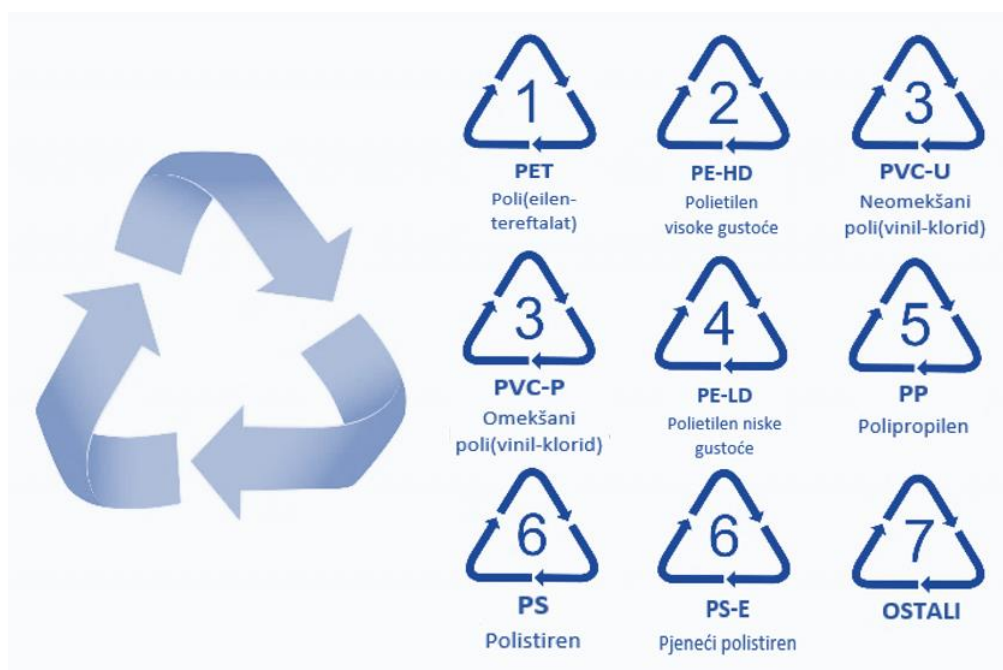 1
PET
Poli(eilen-
tereftalat)
2
PE-HD
Polietilen
visoke gustoće
3
PVC-U
Neomekšani
poli(vinil-klorid)
3
PVC-P
Omekšani
poli(vinil-klorid)
4
PE-LD
Polietilen niske
gustoće
5
PP
Polipropilen
6
PS
Polistiren
6
PS-E
Pjeneći polistiren
7
OSTALI